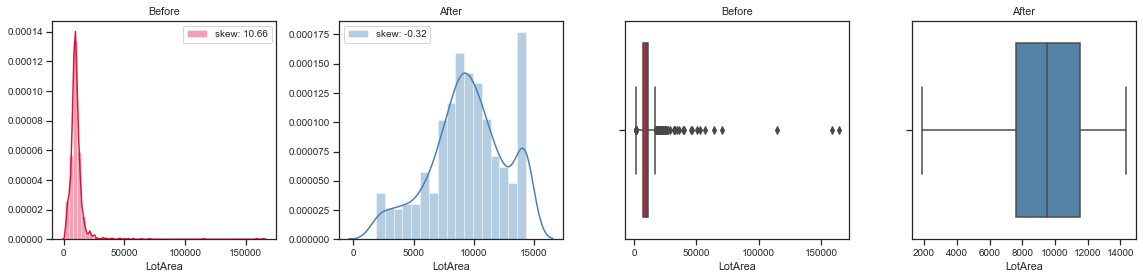 Before
skew: 10.66
0.00014
0.00012
0.00010
0.00008
0.00006
0.00004
0.00002
0.00000
0 50000 100000 150000
LotArea
After
skew: -0.32
0.000175
0.000150
0.000125
0.000100
0.000075
0.000050
0.000025
0.000000
0 5000 10000 15000
LotArea
Before
0 50000 100000 150000
LotArea
After
2000 4000 6000 8000 10000 12000 14000
LotArea